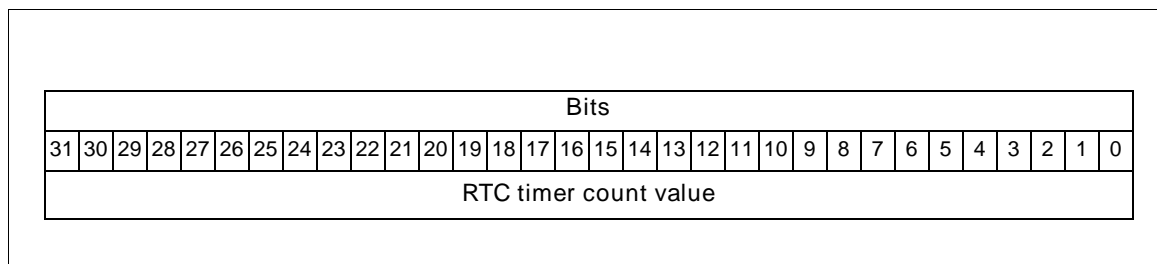 Bits
31 30 29 28 27 26 25 24 23 22 21 20 19 18 17 16 15 14 13 12 11 10 9 8 7 6 5 4 3 2 1 0
RTC timer count value